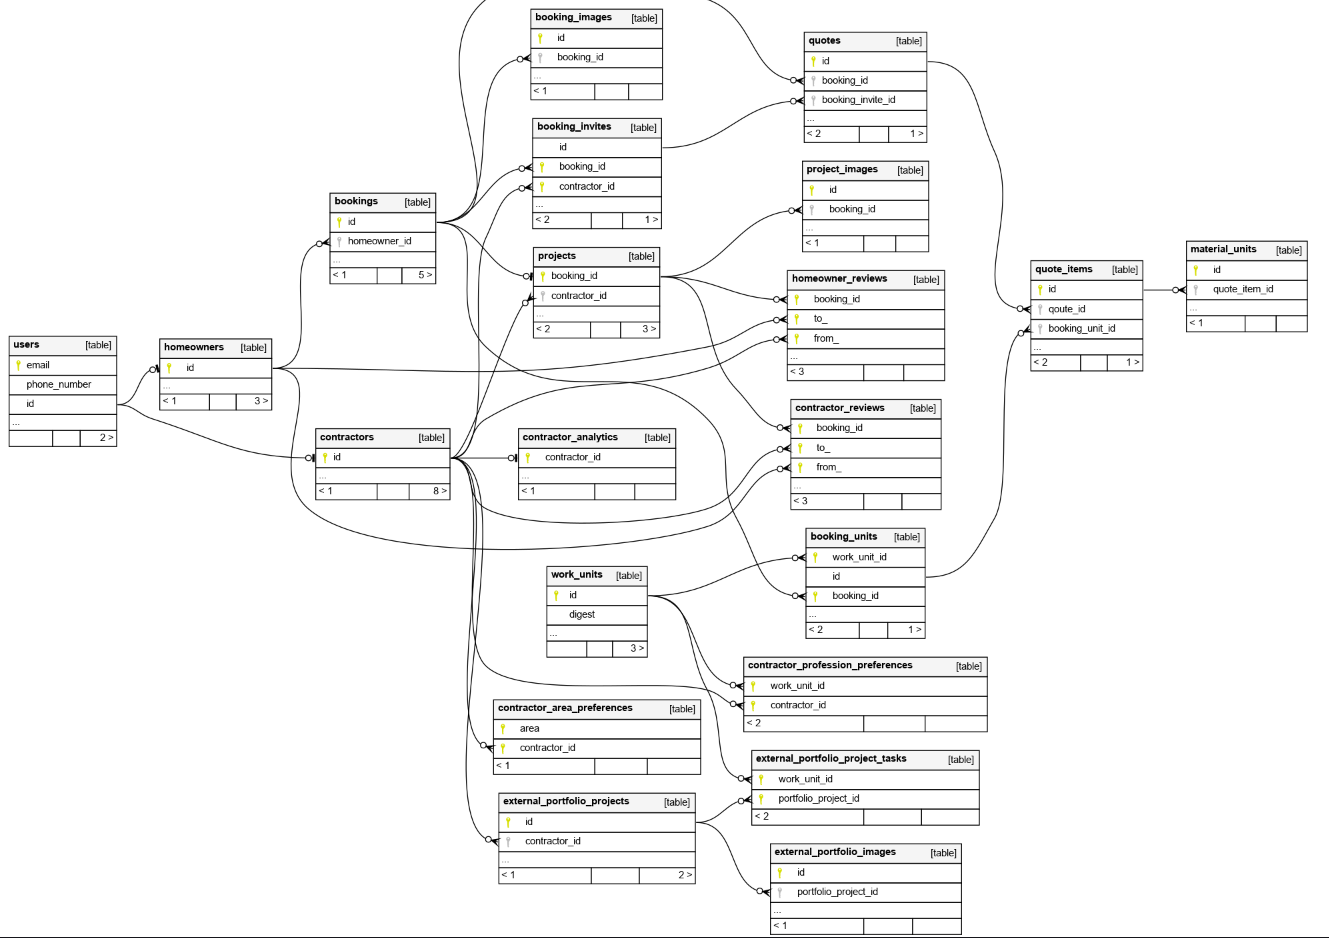 users [table]
email
phone_number
id
...
2 >
homeowners [table]
id
...
< 1 3 >
bookings [table]
id
homeowner_id
...
< 1 5 >
contractors [table]
id
...
< 1 8 >
booking_images [table]
id
booking_id
...
< 1
booking_invites [table]
id
booking_id
contractor_id
...
< 2 1 >
projects [table]
booking_id
contractor_id
...
< 2 3 >
contractor_analytics [table]
contractor_id
...
< 1
work_units [table]
id
digest
...
3 >
contractor_area_preferences [table]
area
contractor_id
< 1
external_portfolio_projects [table]
id
contractor_id
...
< 1 2 >
quotes [table]
id
booking_id
booking_invite_id
...
< 2 1 >
project_images [table]
id
booking_id
...
< 1
homeowner_reviews [table]
booking_id
to_
from_
...
< 3
contractor_reviews [table]
booking_id
to_
from_
...
< 3
booking_units [table]
work_unit_id
id
booking_id
...
< 2 1 >
contractor_profession_preferences [table]
work_unit_id
contractor_id
< 2
external_portfolio_project_tasks [table]
work_unit_id
portfolio_project_id
< 2
external_portfolio_images [table]
id
portfolio_project_id
...
< 1
quote_items [table]
id
qoute_id
booking_unit_id
...
< 2 1 >
material_units [table]
id
quote_item_id
...
< 1